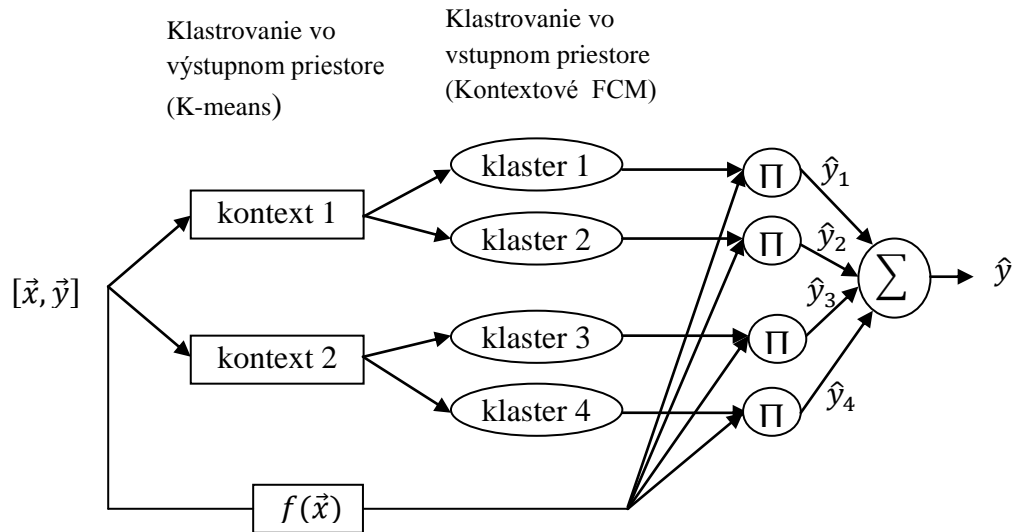 Klastrovanie vo
výstupnom priestore
(K-means)
Klastrovanie vo
vstupnom priestore
(Kontextové FCM)
klaster 1
∏
ŷ₁
kontext 1
klaster 2
∏
ŷ₂
[x⃗, y⃗]
∑
ŷ
ŷ₃
kontext 2
klaster 3
∏
klaster 4
∏
ŷ₄
f(x⃗)